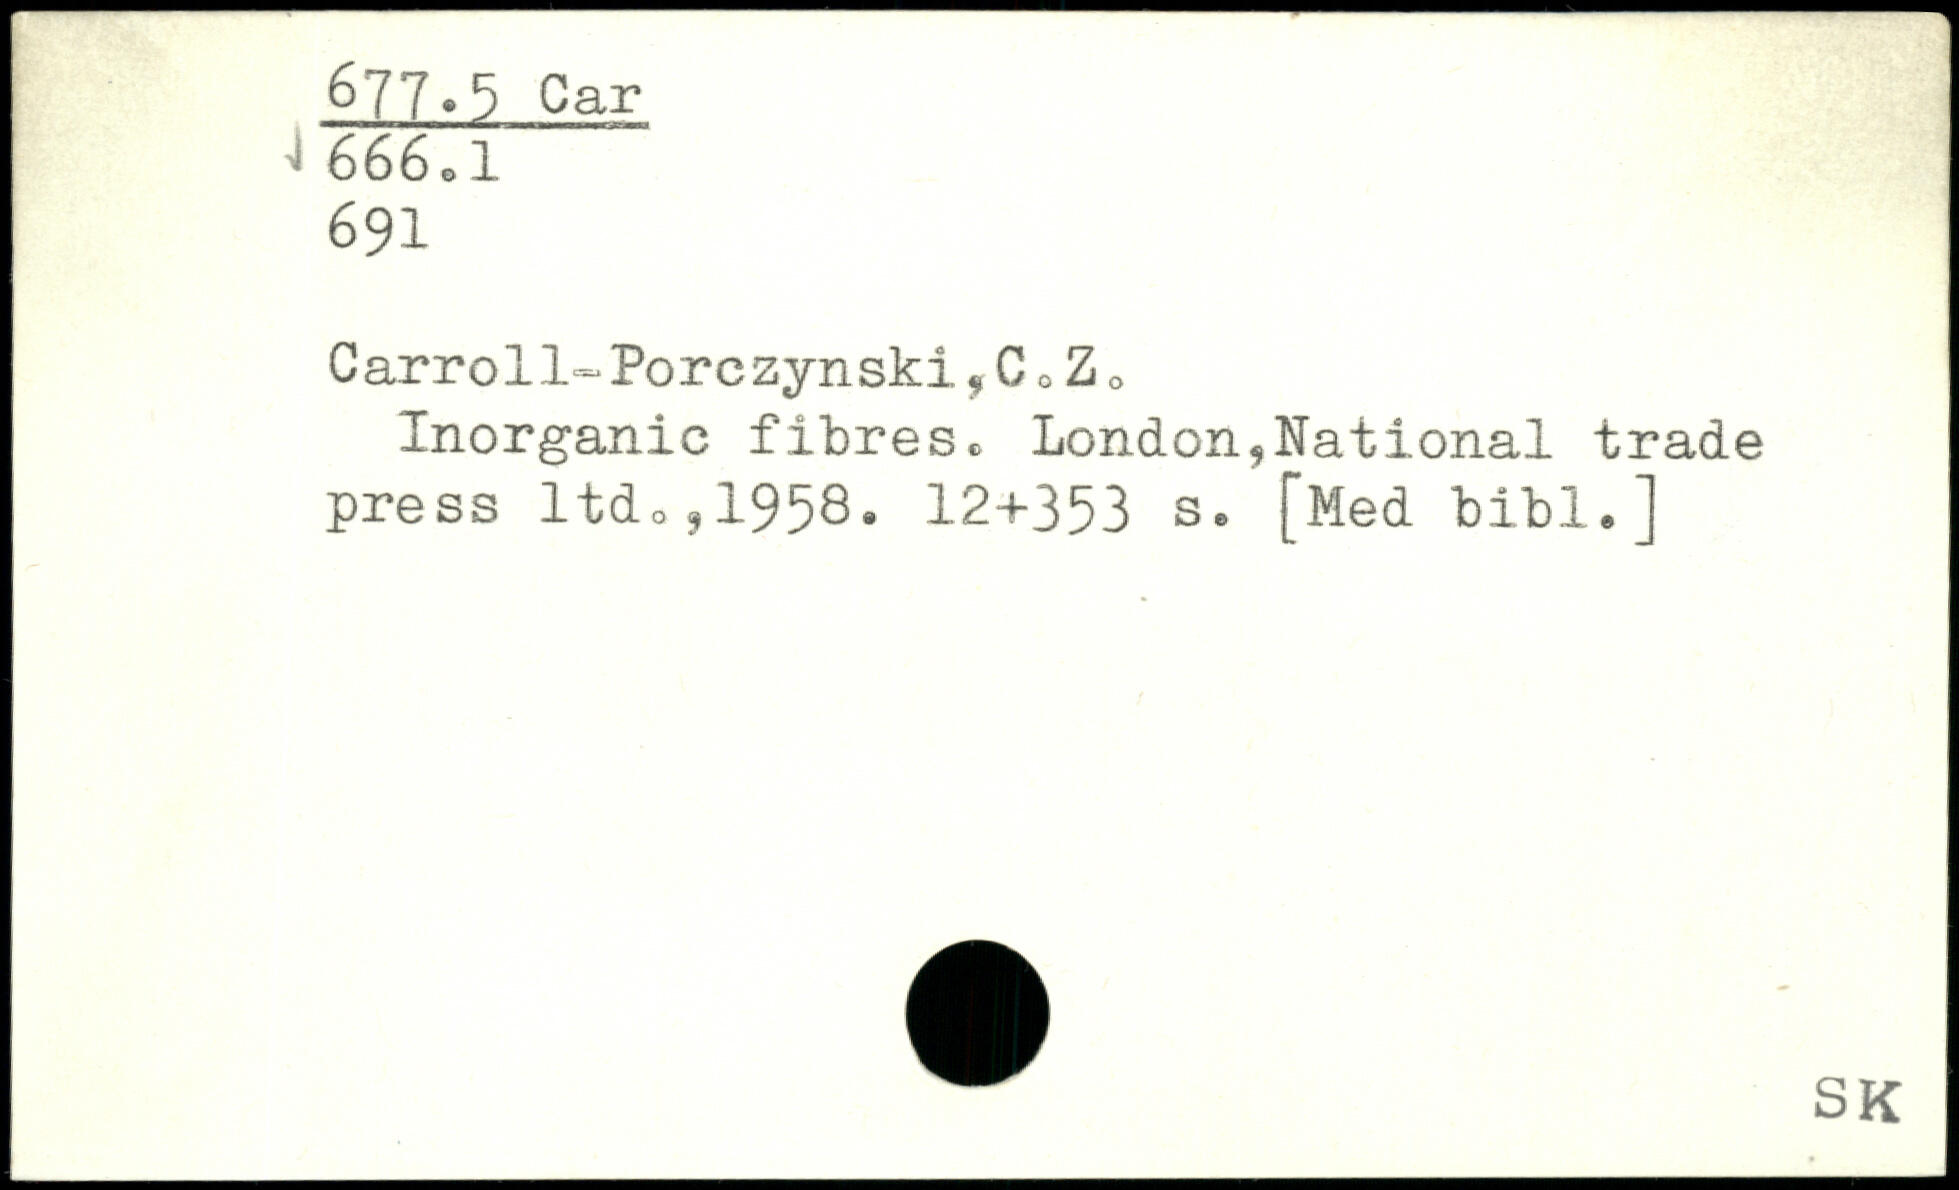 677.5 Car
666.1
691
Carroll-Porczynski,C.Z.
Inorganic fibres. London,National trade
press ltd.,1958. 12+353 s. [Med bibl.]
SK